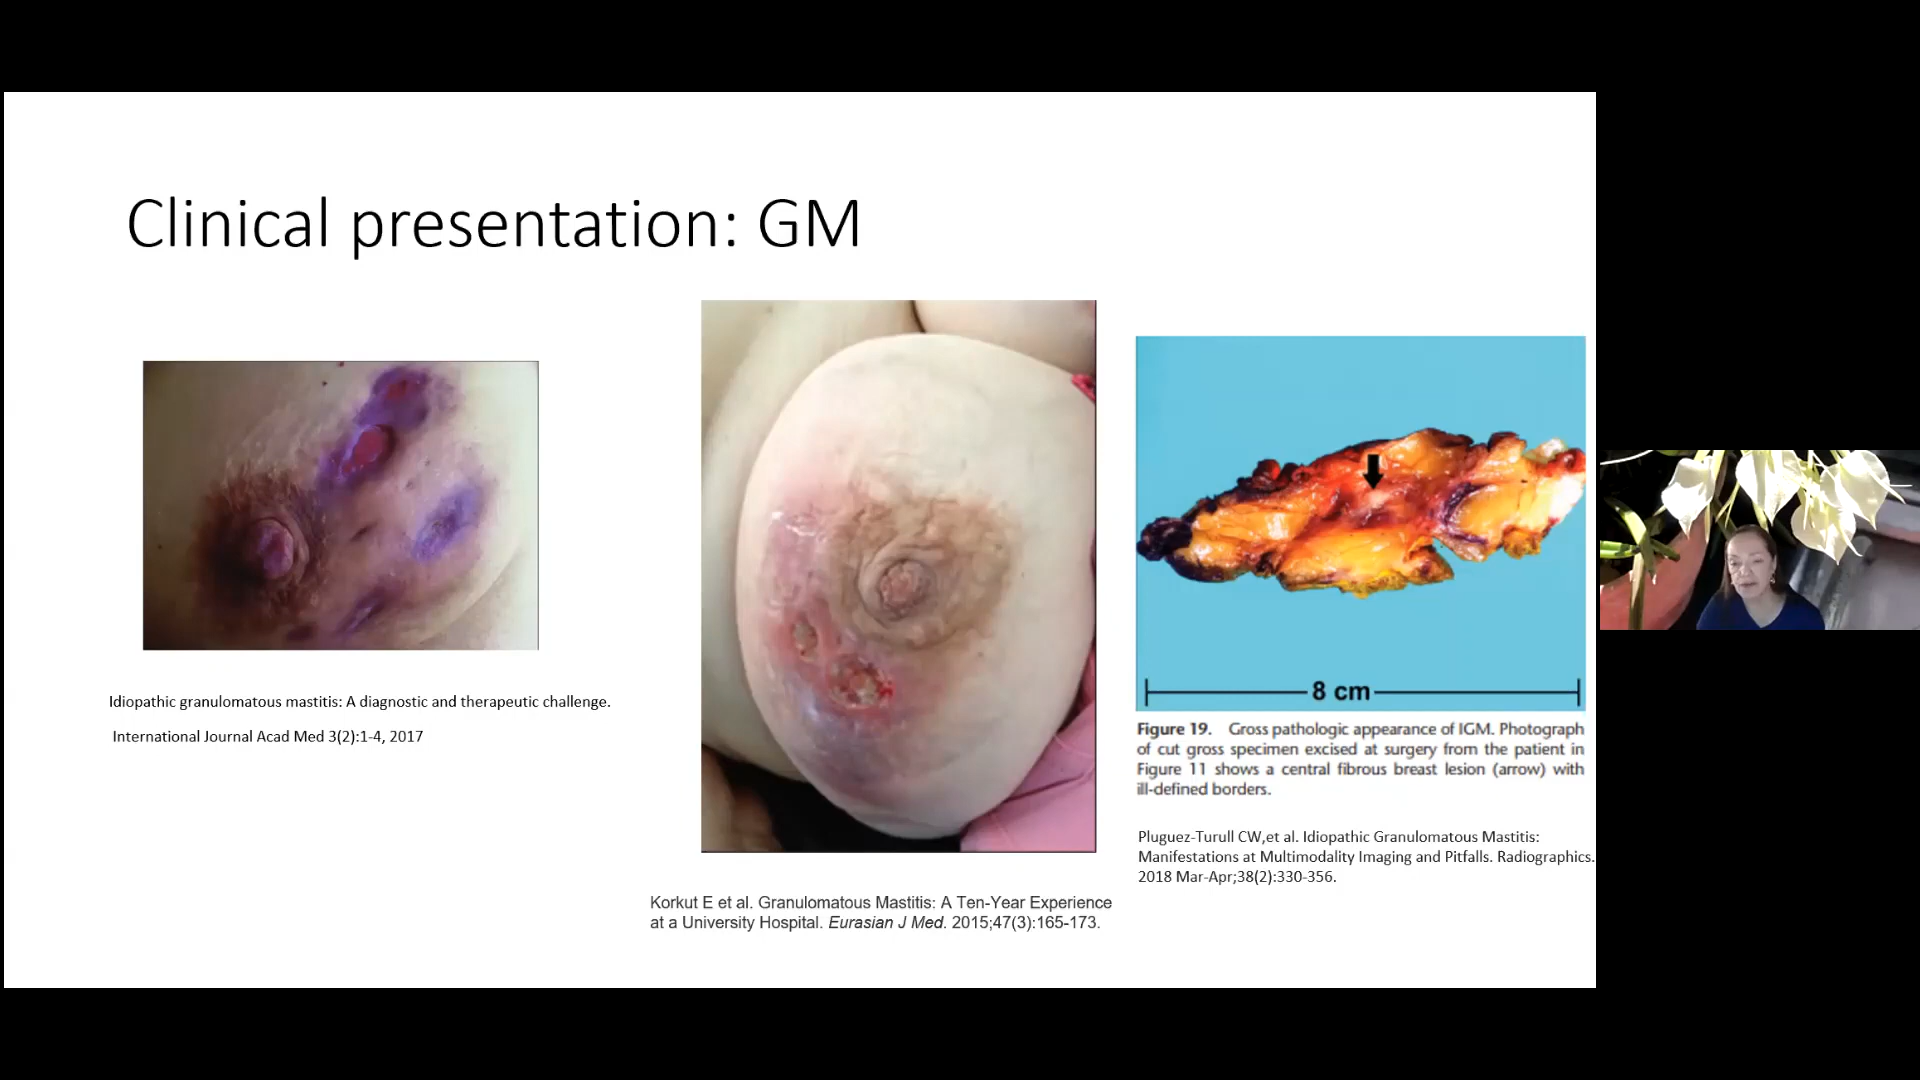 Clinical presentation: GM
Idiopathic granulomatous mastitis: A diagnostic and therapeutic challenge.
International Journal Acad Med 3(2):1-4, 2017
Korkut E et al. Granulomatous Mastitis: A Ten-Year Experience
at a University Hospital. Eurasian J Med. 2015;47(3):165-173.
8 cm
Figure 19. Gross pathologic appearance of IGM. Photograph
of cut gross specimen excised at surgery from the patient in
Figure 11 shows a central fibrous breast lesion (arrow) with
ill-defined borders.
Pluguez-Turull CW,et al. Idiopathic Granulomatous Mastitis:
Manifestations at Multimodality Imaging and Pitfalls. Radiographics.
2018 Mar-Apr;38(2):330-356.